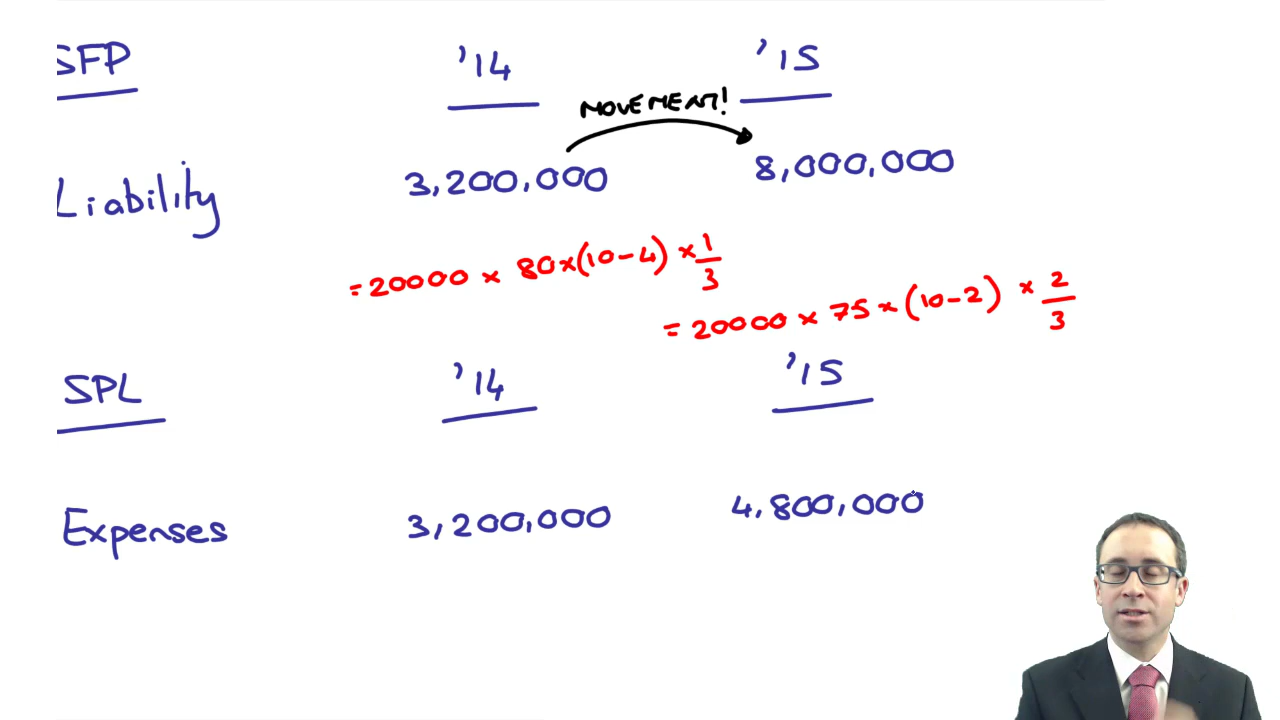 SFP '14 '15
MOVEMENT!
Liability 3,200,000 8,000,000
= 20000 × 80 × (10-4) × 1/3
= 20000 × 75 × (10-2) × 2/3
SPL '14 '15
Expenses 3,200,000 4,800,000